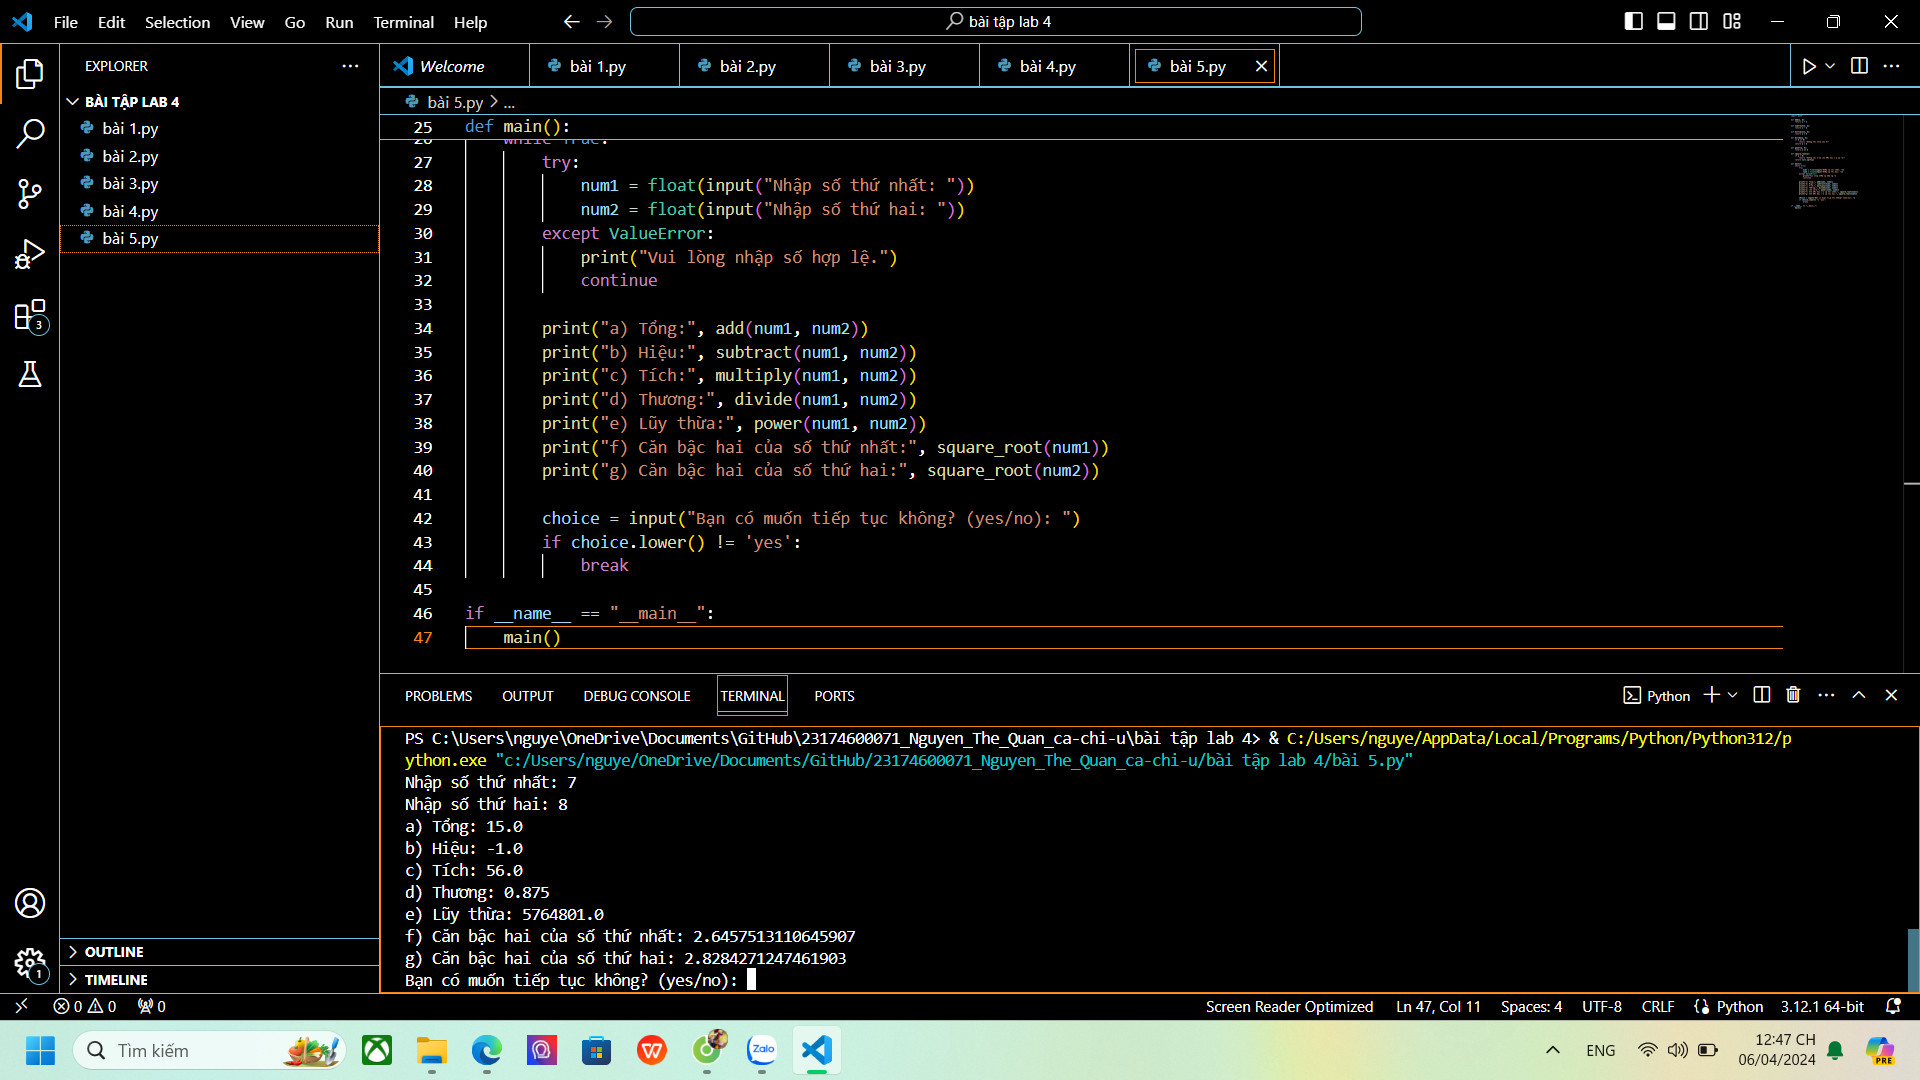 File Edit Selection View Go Run Terminal Help
bài tập lab 4
EXPLORER
BÀI TẬP LAB 4
bài 1.py
bài 2.py
bài 3.py
bài 4.py
bài 5.py
3
OUTLINE
TIMELINE
1
Welcome bài 1.py bài 2.py bài 3.py bài 4.py bài 5.py
bài 5.py > ...
25 def main():
26 while True:
27 try:
28 num1 = float(input("Nhập số thứ nhất: "))
29 num2 = float(input("Nhập số thứ hai: "))
30 except ValueError:
31 print("Vui lòng nhập số hợp lệ.")
32 continue
33
34 print("a) Tổng:", add(num1, num2))
35 print("b) Hiệu:", subtract(num1, num2))
36 print("c) Tích:", multiply(num1, num2))
37 print("d) Thương:", divide(num1, num2))
38 print("e) Lũy thừa:", power(num1, num2))
39 print("f) Căn bậc hai của số thứ nhất:", square_root(num1))
40 print("g) Căn bậc hai của số thứ hai:", square_root(num2))
41
42 choice = input("Bạn có muốn tiếp tục không? (yes/no): ")
43 if choice.lower() != 'yes':
44 break
45
46 if __name__ == "__main__":
47 main()
PROBLEMS OUTPUT DEBUG CONSOLE TERMINAL PORTS
Python
PS C:\Users\nguye\OneDrive\Documents\GitHub\23174600071_Nguyen_The_Quan_ca-chi-u\bài tập lab 4> & C:/Users/nguye/AppData/Local/Programs/Python/Python312/p
ython.exe "c:/Users/nguye/OneDrive/Documents/GitHub/23174600071_Nguyen_The_Quan_ca-chi-u/bài tập lab 4/bài 5.py"
Nhập số thứ nhất: 7
Nhập số thứ hai: 8
a) Tổng: 15.0
b) Hiệu: -1.0
c) Tích: 56.0
d) Thương: 0.875
e) Lũy thừa: 5764801.0
f) Căn bậc hai của số thứ nhất: 2.6457513110645907
g) Căn bậc hai của số thứ hai: 2.8284271247461903
Bạn có muốn tiếp tục không? (yes/no):
0 0 0 Screen Reader Optimized Ln 47, Col 11 Spaces: 4 UTF-8 CRLF Python 3.12.1 64-bit
Tìm kiếm
Zalo
ENG
12:47 CH
06/04/2024
PRE